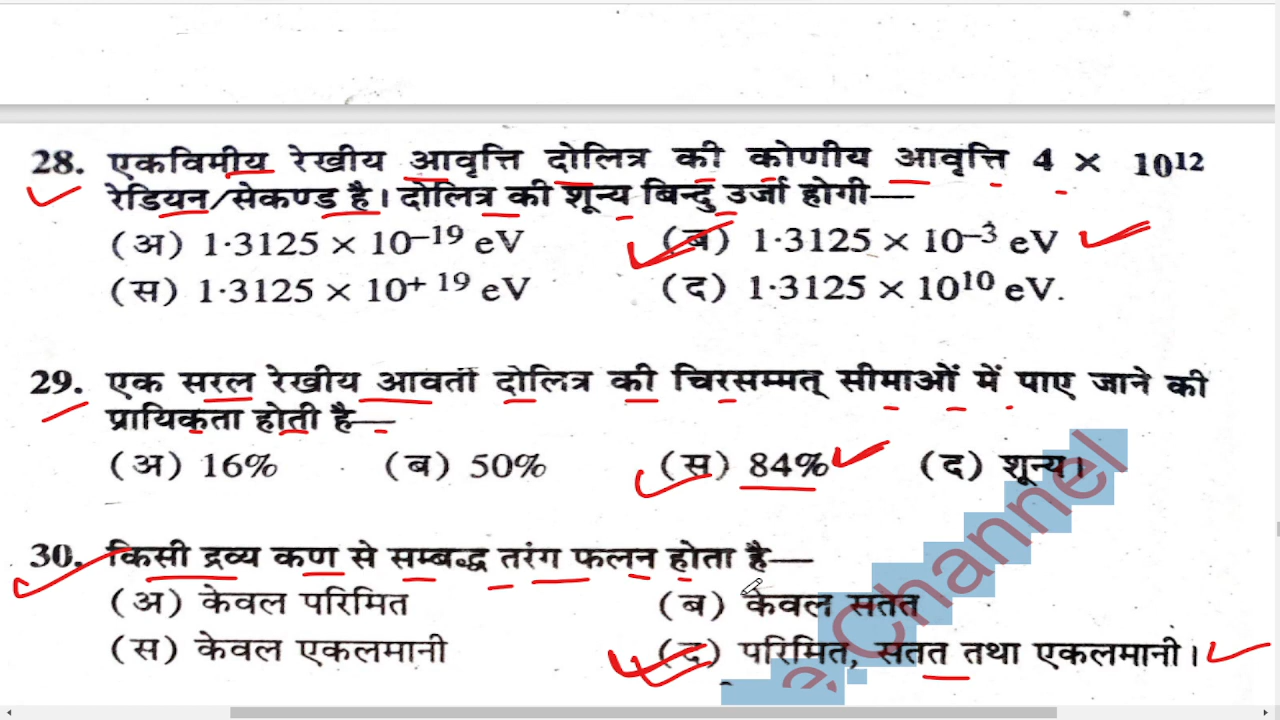 28. एकविमीय रेखीय आवृत्ति दोलित्र की कोणीय आवृत्ति 4 × 10¹²
रेडियन/सेकण्ड है। दोलित्र की शून्य बिन्दु उर्जा होगी—
(अ) 1·3125 × 10⁻¹⁹ eV (ब) 1·3125 × 10⁻³ eV
(स) 1·3125 × 10⁺ ¹⁹ eV (द) 1·3125 × 10¹⁰ eV.
29. एक सरल रेखीय आवर्ती दोलित्र की चिरसम्मत् सीमाओं में पाए जाने की
प्रायिकता होती है—
(अ) 16% (ब) 50% (स) 84% (द) शून्य।
30. किसी द्रव्य कण से सम्बद्ध तरंग फलन होता है—
(अ) केवल परिमित (ब) केवल सतत
(स) केवल एकलमानी (द) परिमित, सतत तथा एकलमानी।
Channel